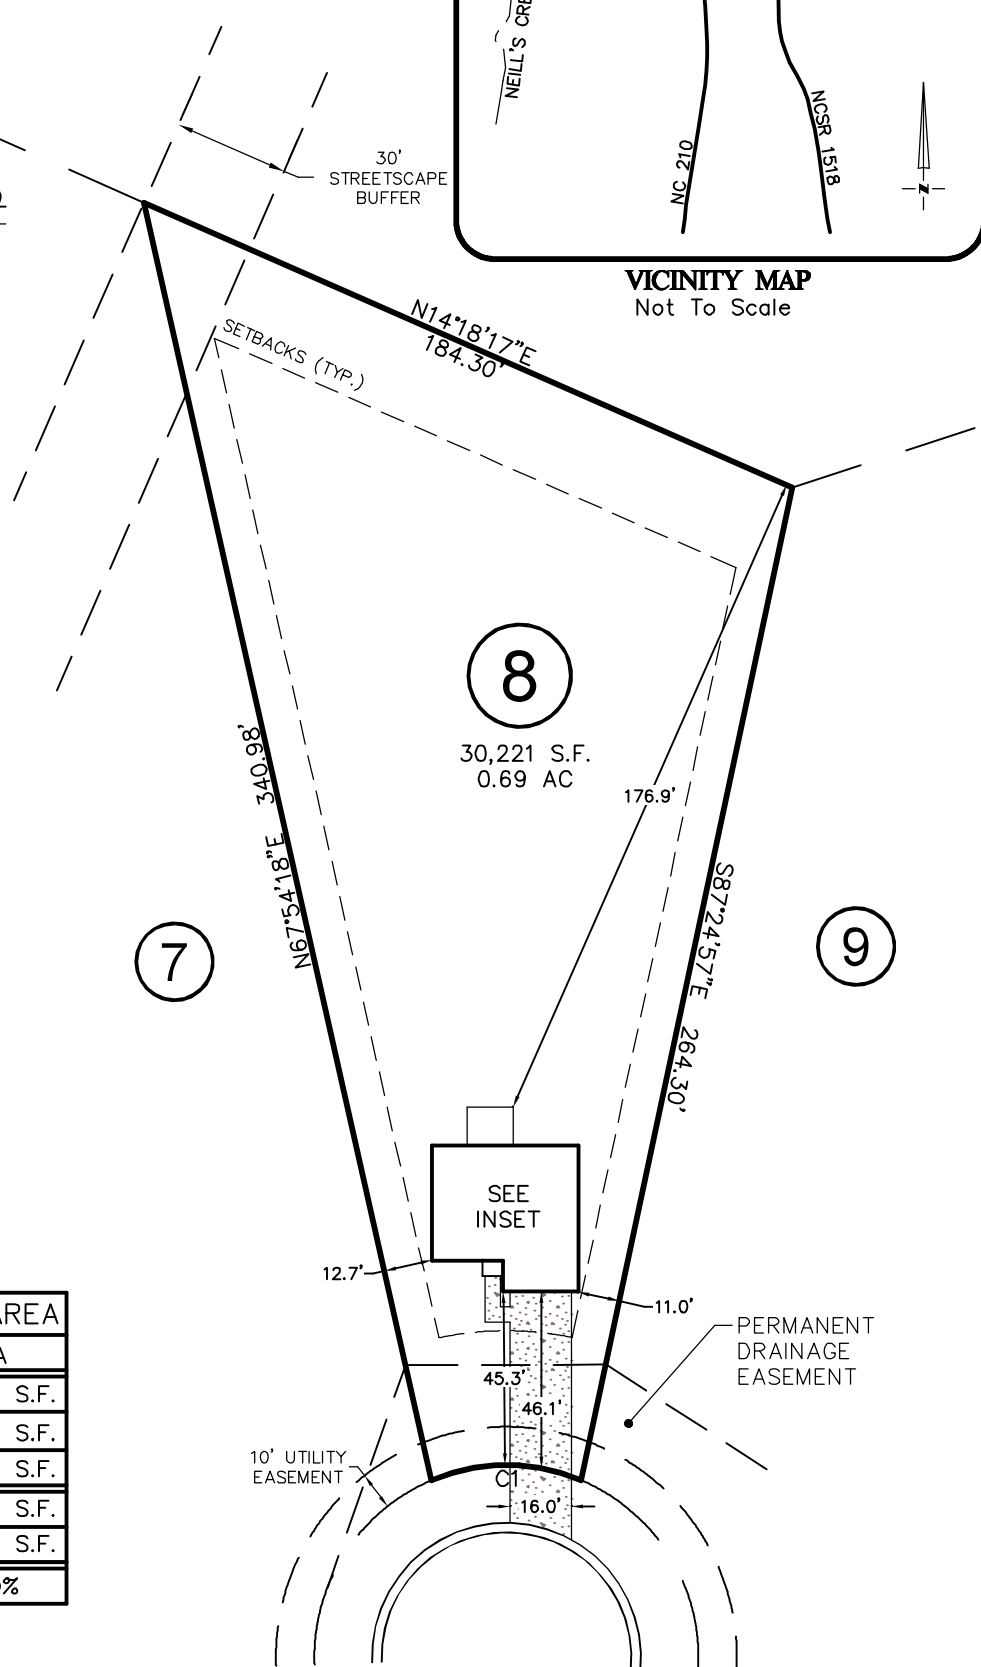 NEILL'S CRE
NC 210
NCSR 1518
N
VICINITY MAP
Not To Scale
30'
STREETSCAPE
BUFFER
N14°18'17"E
184.30'
SETBACKS (TYP.)
8
30,221 S.F.
0.69 AC
176.9'
340.98'
N67°54'18"E
S87°24'57"E
264.30'
7
9
SEE
INSET
12.7'
11.0'
PERMANENT
DRAINAGE
EASEMENT
45.3'
46.1'
10' UTILITY
EASEMENT
C1
16.0'
AREA
A
S.F.
S.F.
S.F.
S.F.
S.F.
%